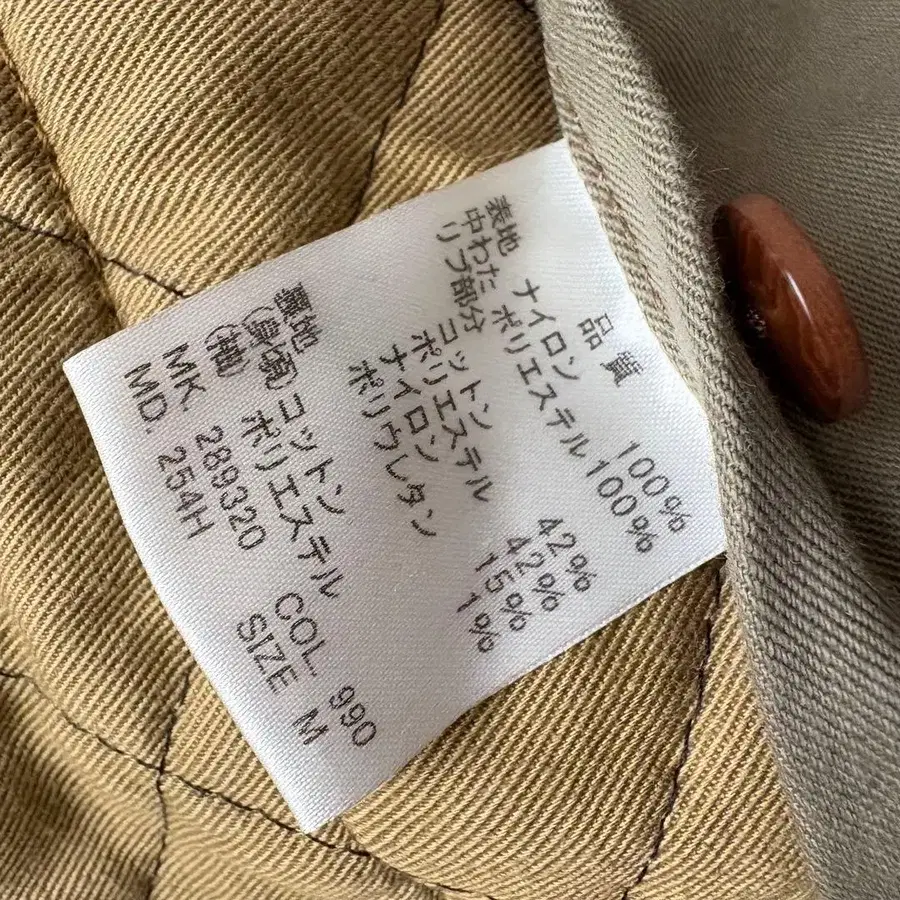 品質
表地 ナイロン 100%
中わた ポリエステル 100%
リブ部分 コットン 42%
ポリエステル 42%
ナイロン 15%
ポリウレタン 1%
裏地
(身頃) コットン
(袖) ポリエステル
MK. 289320 COL. 990
MD. 254H SIZE M